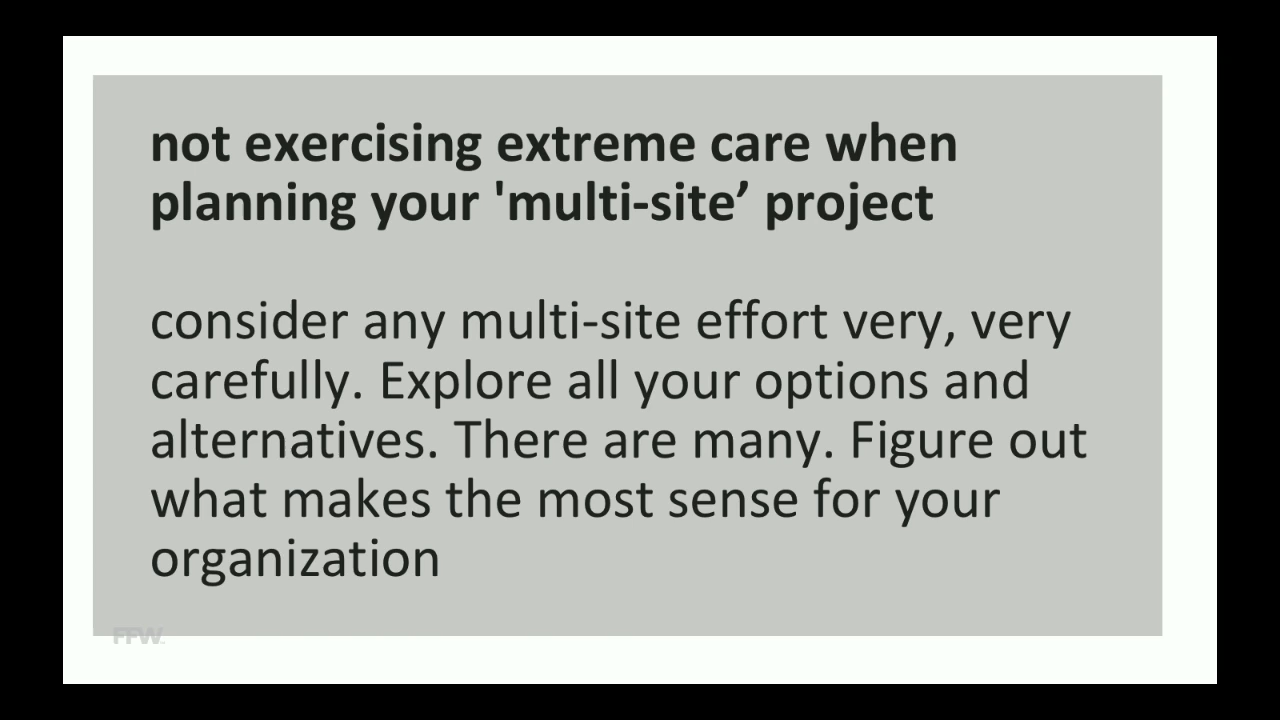 not exercising extreme care when
planning your 'multi-site’ project
consider any multi-site effort very, very
carefully. Explore all your options and
alternatives. There are many. Figure out
what makes the most sense for your
organization
FFW